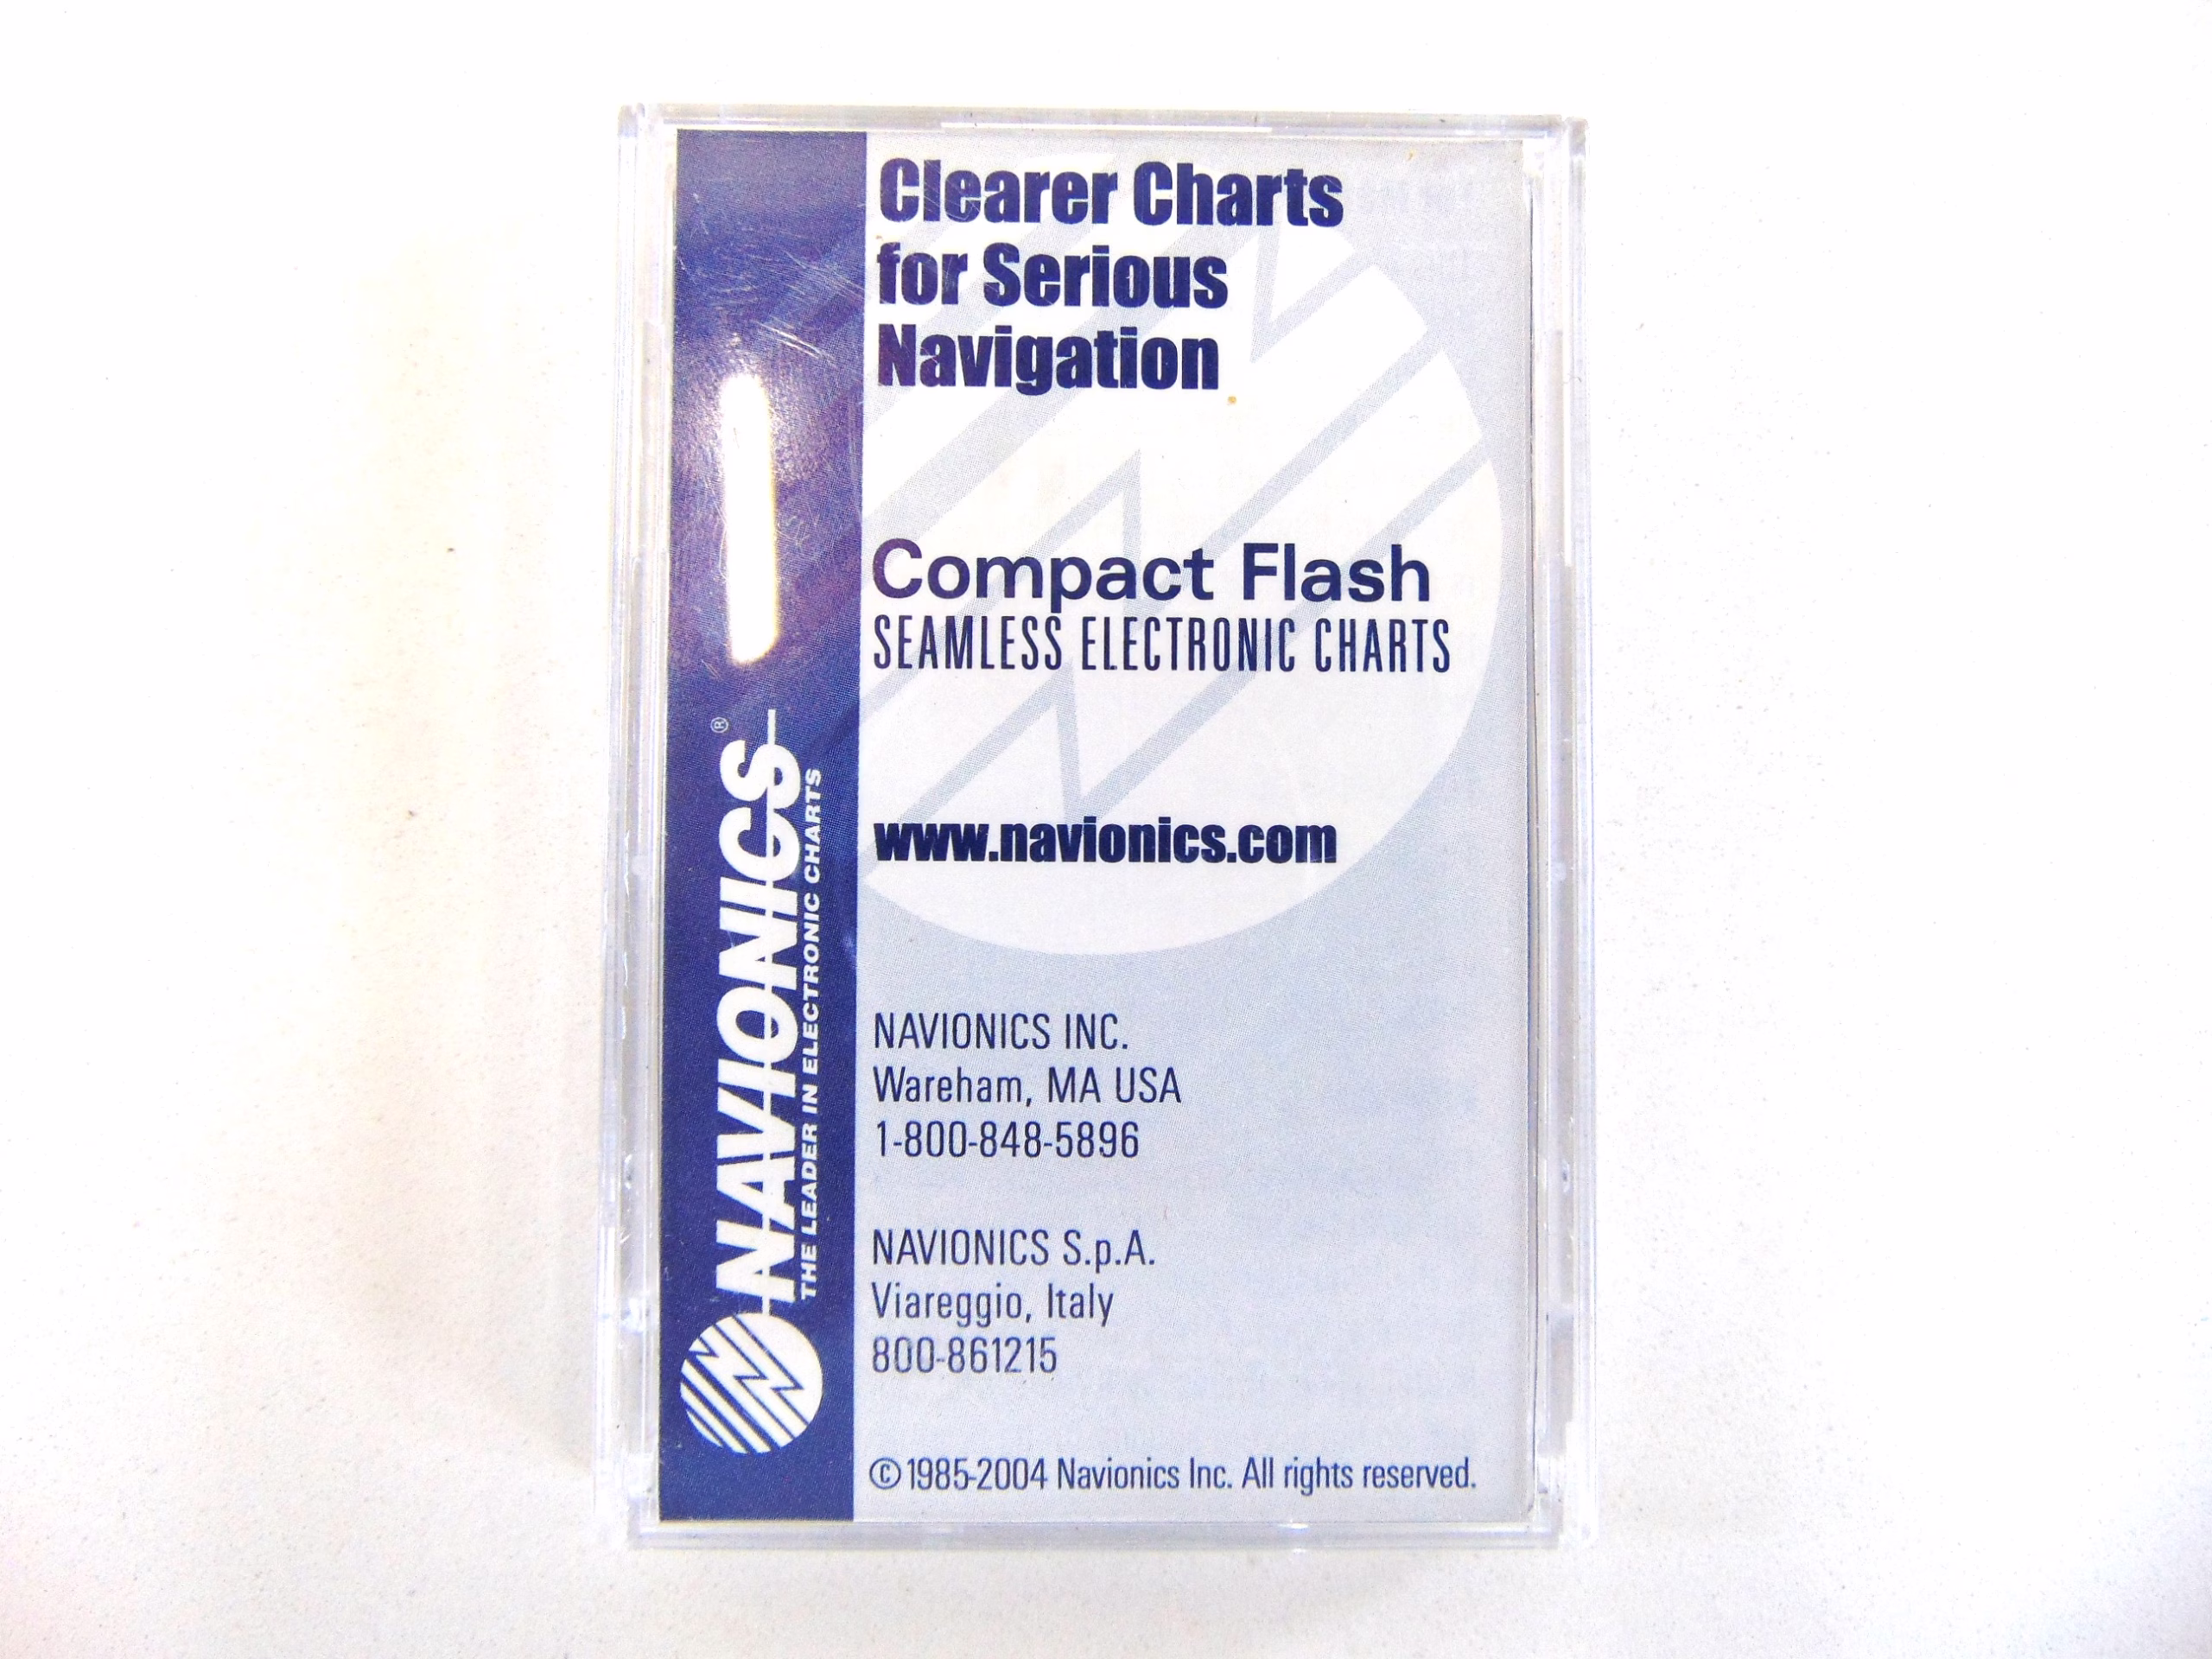 Clearer Charts
for Serious
Navigation
Compact Flash
SEAMLESS ELECTRONIC CHARTS
www.navionics.com
NAVIONICS INC.
Wareham, MA USA
1-800-848-5896
NAVIONICS S.p.A.
Viareggio, Italy
800-861215
©1985-2004 Navionics Inc. All rights reserved.
NAVIONICS®
THE LEADER IN ELECTRONIC CHARTS